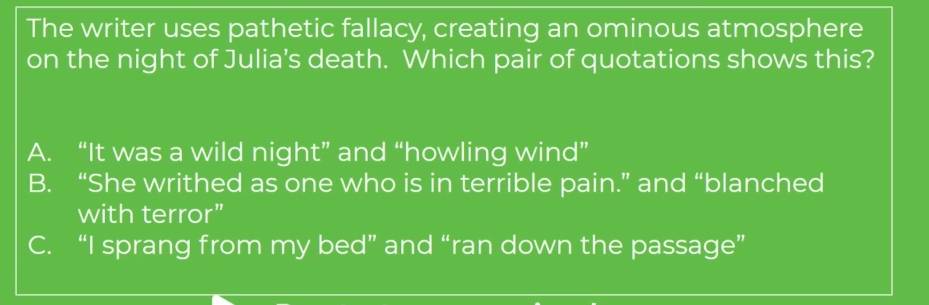 The writer uses pathetic fallacy, creating an ominous atmosphere
on the night of Julia’s death.  Which pair of quotations shows this?
A. “It was a wild night” and “howling wind”
B. “She writhed as one who is in terrible pain.” and “blanched
with terror”
C. “I sprang from my bed” and “ran down the passage”